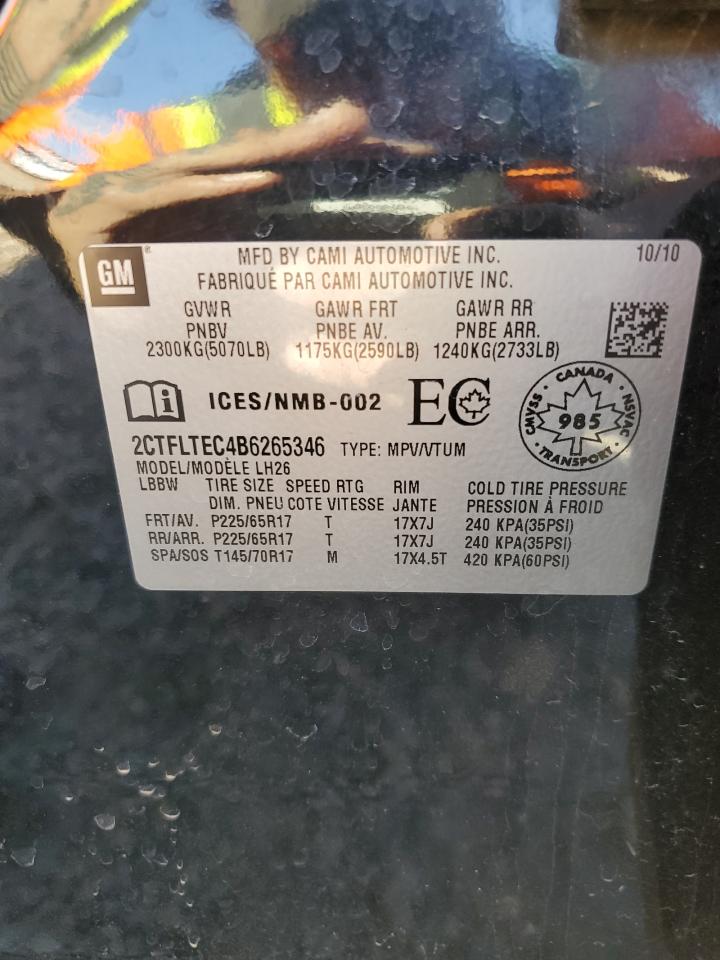 GM
MFD BY CAMI AUTOMOTIVE INC. 10/10
FABRIQUÉ PAR CAMI AUTOMOTIVE INC.
GVWR GAWR FRT GAWR RR
PNBV PNBE AV. PNBE ARR.
2300KG(5070LB) 1175KG(2590LB) 1240KG(2733LB)
i ICES/NMB-002 EC
CANADA
CMVSS 985 NSVAC
TRANSPORT
2CTFLTEC4B6265346 TYPE: MPV/VTUM
MODEL/MODÈLE LH26
LBBW TIRE SIZE SPEED RTG RIM COLD TIRE PRESSURE
DIM. PNEU COTE VITESSE JANTE PRESSION À FROID
FRT/AV. P225/65R17 T 17X7J 240 KPA(35PSI)
RR/ARR. P225/65R17 T 17X7J 240 KPA(35PSI)
SPA/SOS T145/70R17 M 17X4.5T 420 KPA(60PSI)